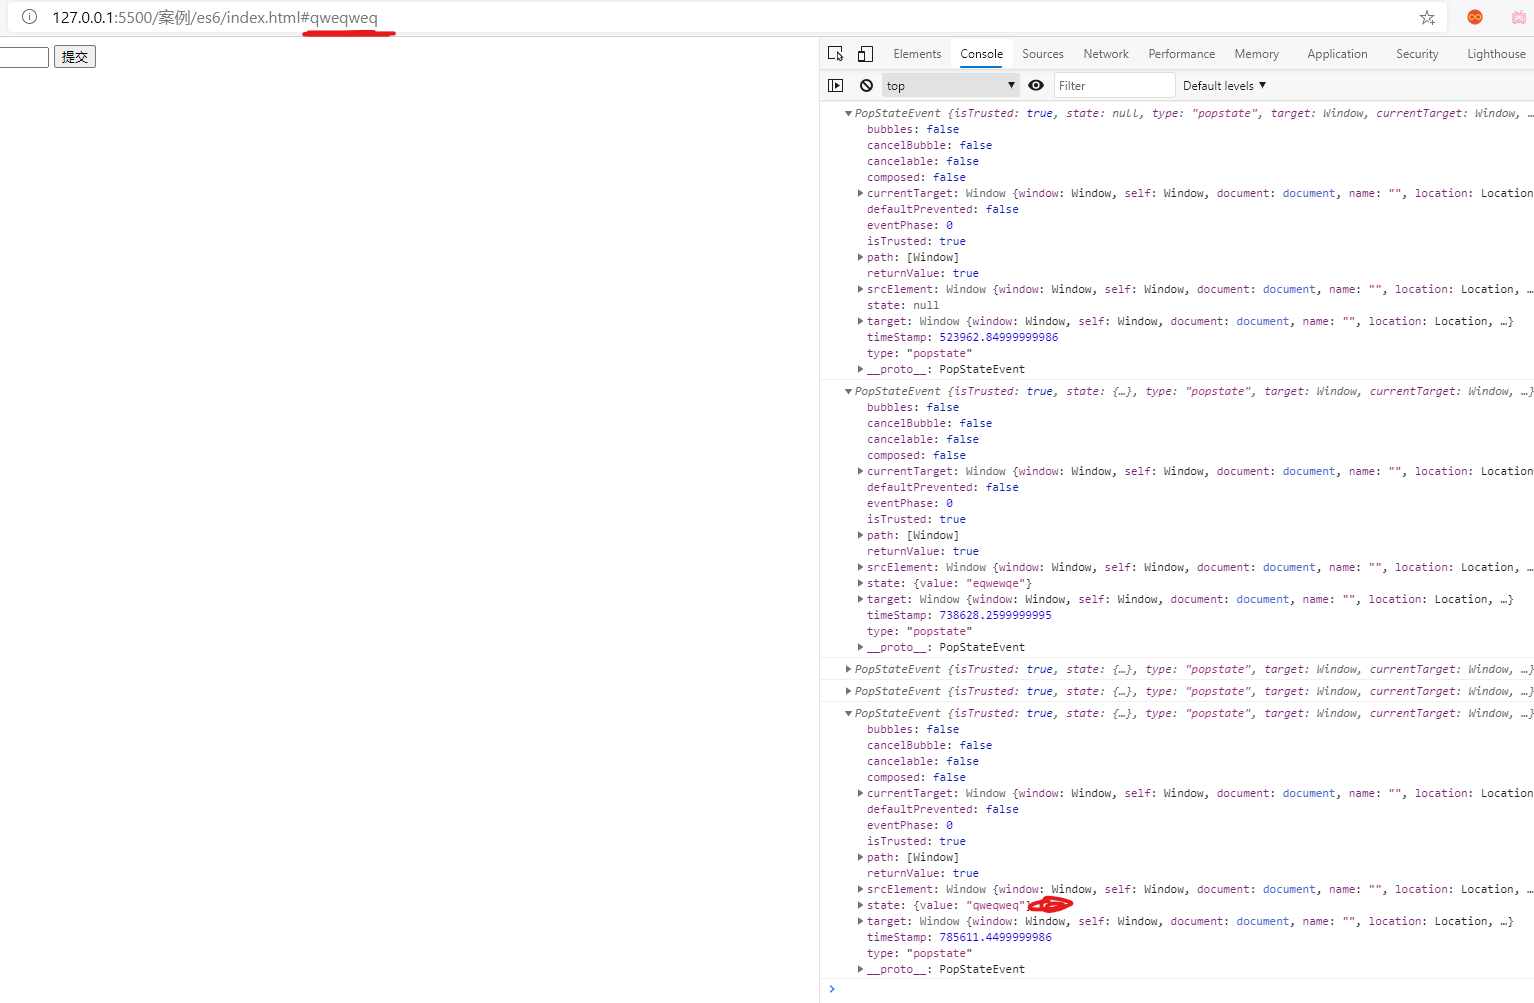 127.0.0.1:5500/案例/es6/index.html#qweqweq
提交
Elements Console Sources Network Performance Memory Application Security Lighthouse
top Filter Default levels
PopStateEvent {isTrusted: true, state: null, type: "popstate", target: Window, currentTarget: Window, …
bubbles: false
cancelBubble: false
cancelable: false
composed: false
currentTarget: Window {window: Window, self: Window, document: document, name: "", location: Location
defaultPrevented: false
eventPhase: 0
isTrusted: true
path: [Window]
returnValue: true
srcElement: Window {window: Window, self: Window, document: document, name: "", location: Location, …
state: null
target: Window {window: Window, self: Window, document: document, name: "", location: Location, …}
timeStamp: 523962.84999999986
type: "popstate"
__proto__: PopStateEvent
PopStateEvent {isTrusted: true, state: {…}, type: "popstate", target: Window, currentTarget: Window, …}
bubbles: false
cancelBubble: false
cancelable: false
composed: false
currentTarget: Window {window: Window, self: Window, document: document, name: "", location: Location
defaultPrevented: false
eventPhase: 0
isTrusted: true
path: [Window]
returnValue: true
srcElement: Window {window: Window, self: Window, document: document, name: "", location: Location, …
state: {value: "eqwewqe"}
target: Window {window: Window, self: Window, document: document, name: "", location: Location, …}
timeStamp: 738628.2599999995
type: "popstate"
__proto__: PopStateEvent
PopStateEvent {isTrusted: true, state: {…}, type: "popstate", target: Window, currentTarget: Window, …}
PopStateEvent {isTrusted: true, state: {…}, type: "popstate", target: Window, currentTarget: Window, …}
PopStateEvent {isTrusted: true, state: {…}, type: "popstate", target: Window, currentTarget: Window, …}
bubbles: false
cancelBubble: false
cancelable: false
composed: false
currentTarget: Window {window: Window, self: Window, document: document, name: "", location: Location
defaultPrevented: false
eventPhase: 0
isTrusted: true
path: [Window]
returnValue: true
srcElement: Window {window: Window, self: Window, document: document, name: "", location: Location, …
state: {value: "qweqweq"}
target: Window {window: Window, self: Window, document: document, name: "", location: Location, …}
timeStamp: 785611.4499999986
type: "popstate"
__proto__: PopStateEvent